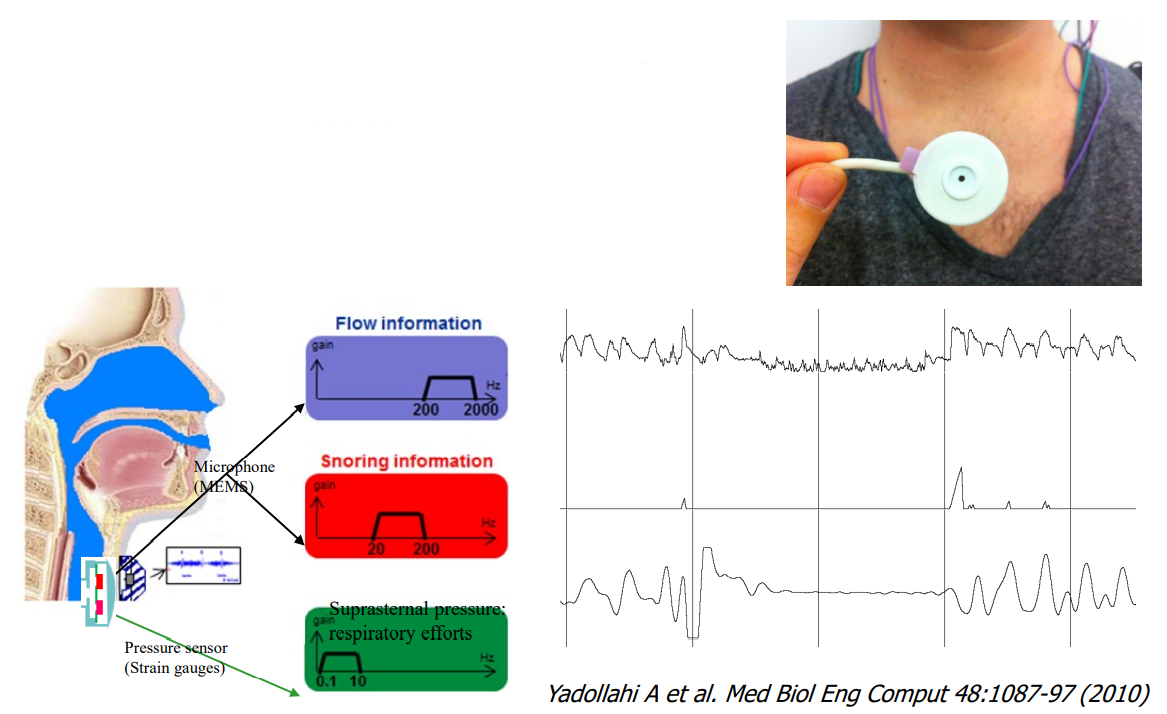 Flow information
gain
Hz
200 2000
Microphone
(MEMS)
Snoring information
gain
Hz
20 200
Suprasternal pressure:
gain
respiratory efforts
Hz
0.1 10
Pressure sensor
(Strain gauges)
Yadollahi A et al. Med Biol Eng Comput 48:1087-97 (2010)